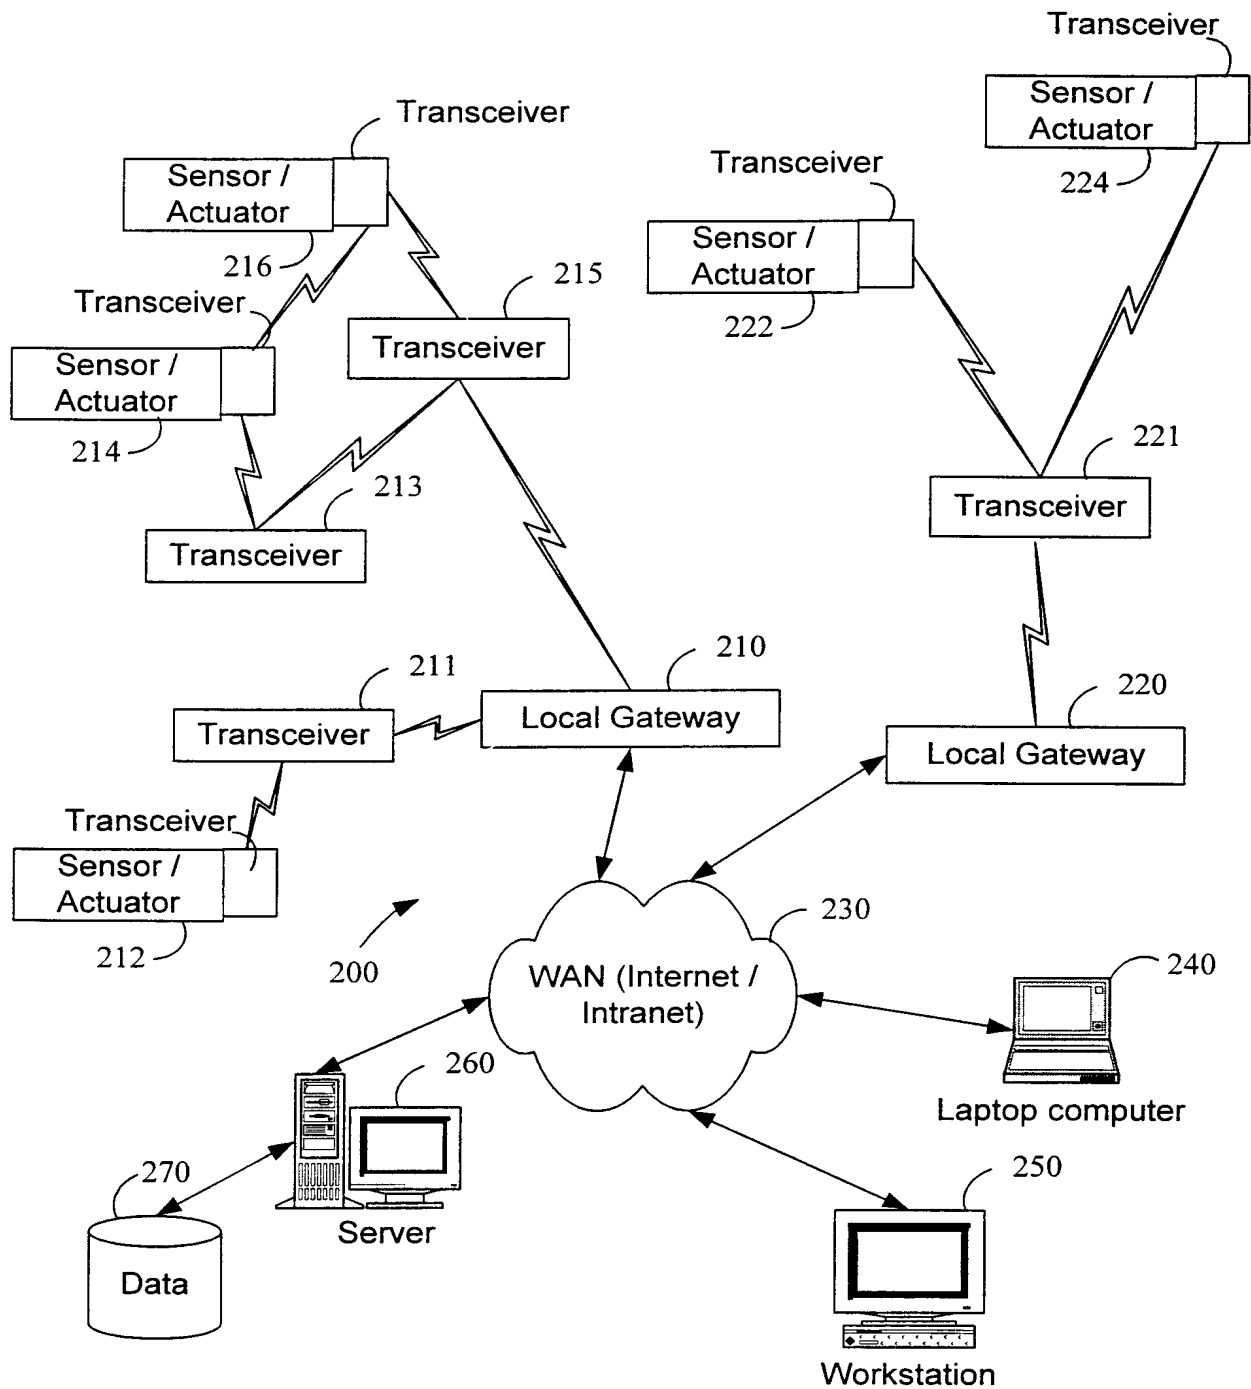 Transceiver
Sensor /
Actuator
224
Transceiver
Sensor /
Actuator
216
Transceiver
Sensor /
Actuator
222
215
Transceiver
Transceiver
Sensor /
Actuator
214
213
Transceiver
221
Transceiver
210
Local Gateway
211
Transceiver
220
Local Gateway
Transceiver
Sensor /
Actuator
212
200
230
WAN (Internet /
Intranet)
240
Laptop computer
260
Server
270
Data
250
Workstation